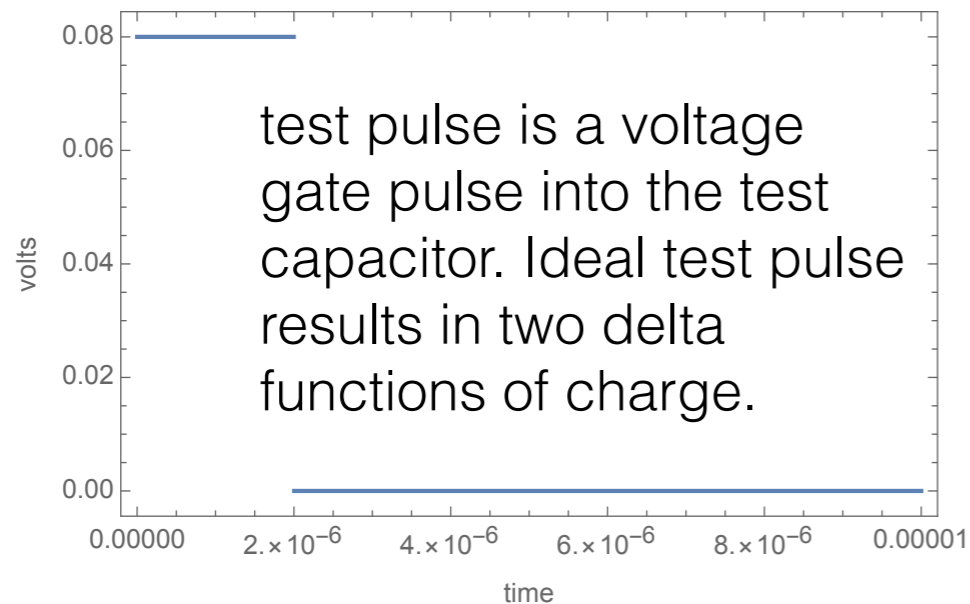 0.08
0.06
0.04
0.02
0.00
volts
test pulse is a voltage
gate pulse into the test
capacitor. Ideal test pulse
results in two delta
functions of charge.
0.00000 2.×10⁻⁶ 4.×10⁻⁶ 6.×10⁻⁶ 8.×10⁻⁶ 0.00001
time